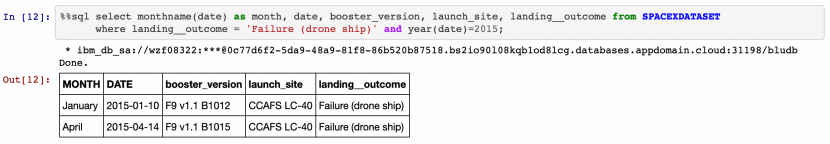 In [12]: %%sql select monthname(date) as month, date, booster_version, launch_site, landing__outcome from SPACEXDATASET
where landing__outcome = 'Failure (drone ship)' and year(date)=2015;
* ibm_db_sa://wzf08322:***@0c77d6f2-5da9-48a9-81f8-86b520b87518.bs2io90l08kqb1od8lcg.databases.appdomain.cloud:31198/bludb
Done.
Out[12]:
MONTH DATE booster_version launch_site landing__outcome
January 2015-01-10 F9 v1.1 B1012 CCAFS LC-40 Failure (drone ship)
April 2015-04-14 F9 v1.1 B1015 CCAFS LC-40 Failure (drone ship)